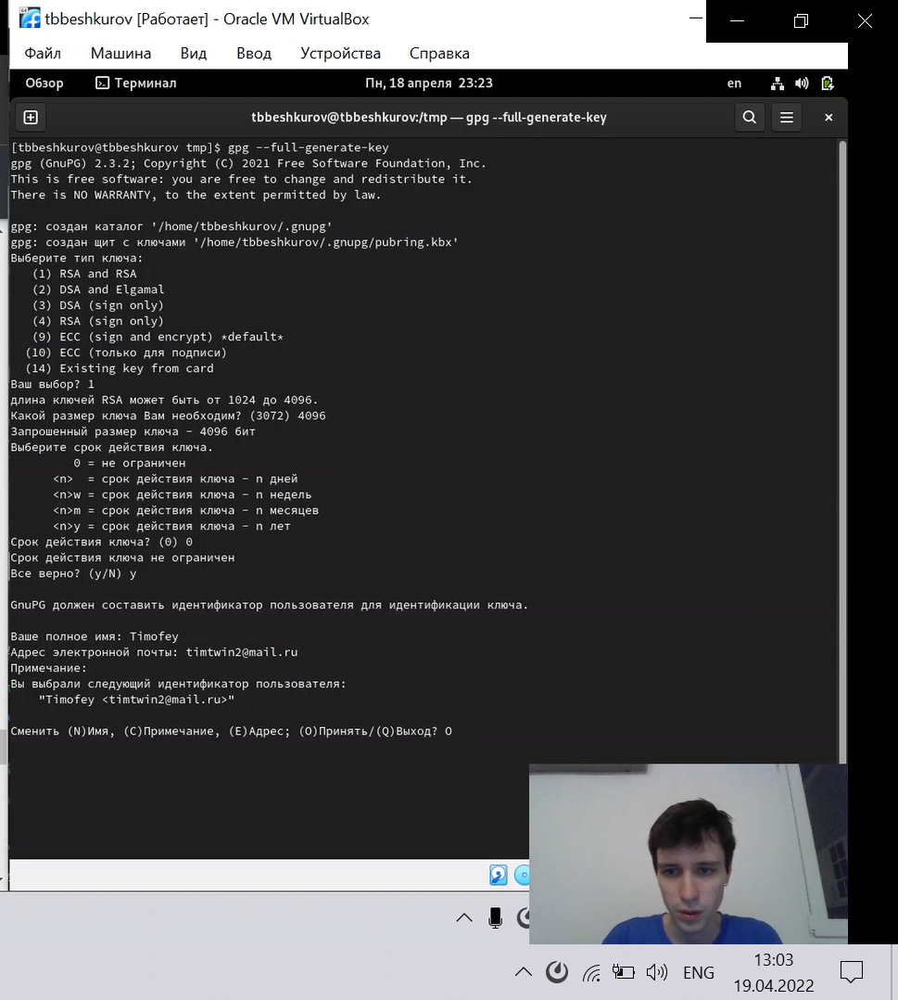 tbbeshkurov [Работает] - Oracle VM VirtualBox
Файл Машина Вид Ввод Устройства Справка
Обзор Терминал Пн, 18 апреля 23:23 en
tbbeshkurov@tbbeshkurov:/tmp — gpg --full-generate-key
[tbbeshkurov@tbbeshkurov tmp]$ gpg --full-generate-key
gpg (GnuPG) 2.3.2; Copyright (C) 2021 Free Software Foundation, Inc.
This is free software: you are free to change and redistribute it.
There is NO WARRANTY, to the extent permitted by law.
gpg: создан каталог '/home/tbbeshkurov/.gnupg'
gpg: создан щит с ключами '/home/tbbeshkurov/.gnupg/pubring.kbx'
Выберите тип ключа:
(1) RSA and RSA
(2) DSA and Elgamal
(3) DSA (sign only)
(4) RSA (sign only)
(9) ECC (sign and encrypt) *default*
(10) ECC (только для подписи)
(14) Existing key from card
Ваш выбор? 1
длина ключей RSA может быть от 1024 до 4096.
Какой размер ключа Вам необходим? (3072) 4096
Запрошенный размер ключа - 4096 бит
Выберите срок действия ключа.
0 = не ограничен
<n> = срок действия ключа - n дней
<n>w = срок действия ключа - n недель
<n>m = срок действия ключа - n месяцев
<n>y = срок действия ключа - n лет
Срок действия ключа? (0) 0
Срок действия ключа не ограничен
Все верно? (y/N) y
GnuPG должен составить идентификатор пользователя для идентификации ключа.
Ваше полное имя: Timofey
Адрес электронной почты: timtwin2@mail.ru
Примечание:
Вы выбрали следующий идентификатор пользователя:
"Timofey <timtwin2@mail.ru>"
Сменить (N)Имя, (C)Примечание, (E)Адрес; (O)Принять/(Q)Выход? O
ENG
13:03
19.04.2022